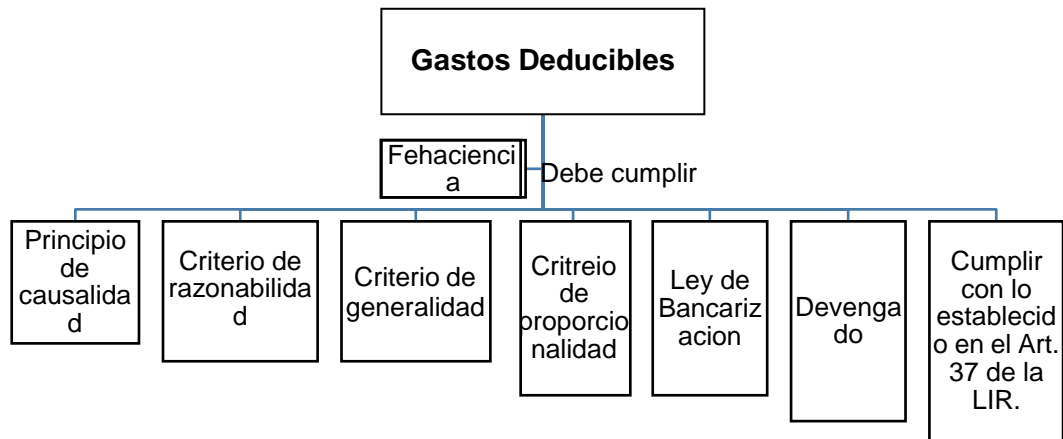 Gastos Deducibles
Fehacienci
a
Debe cumplir
Principio
de
causalida
d
Criterio de
razonabilida
d
Criterio de
generalidad
Critreio
de
proporcio
nalidad
Ley de
Bancariz
acion
Devenga
do
Cumplir
con lo
establecid
o en el Art.
37 de la
LIR.